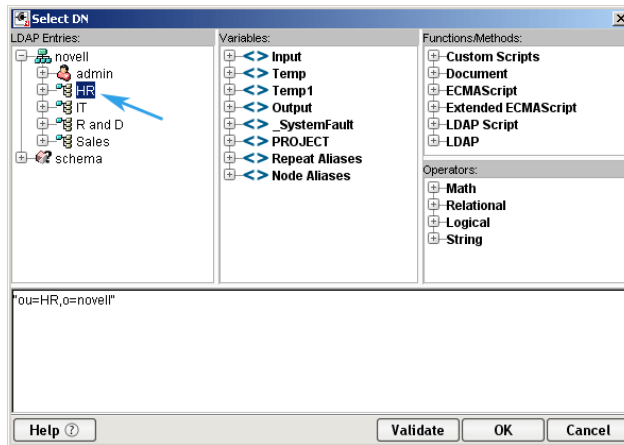 Select DN
LDAP Entries:
novell
admin
HR
IT
R and D
Sales
schema
Variables:
Input
Temp
Temp1
Output
_SystemFault
PROJECT
Repeat Aliases
Node Aliases
Functions/Methods:
Custom Scripts
Document
ECMAScript
Extended ECMAScript
LDAP Script
LDAP
Operators:
Math
Relational
Logical
String
"ou=HR,o=novell"
Help ?
Validate
OK
Cancel